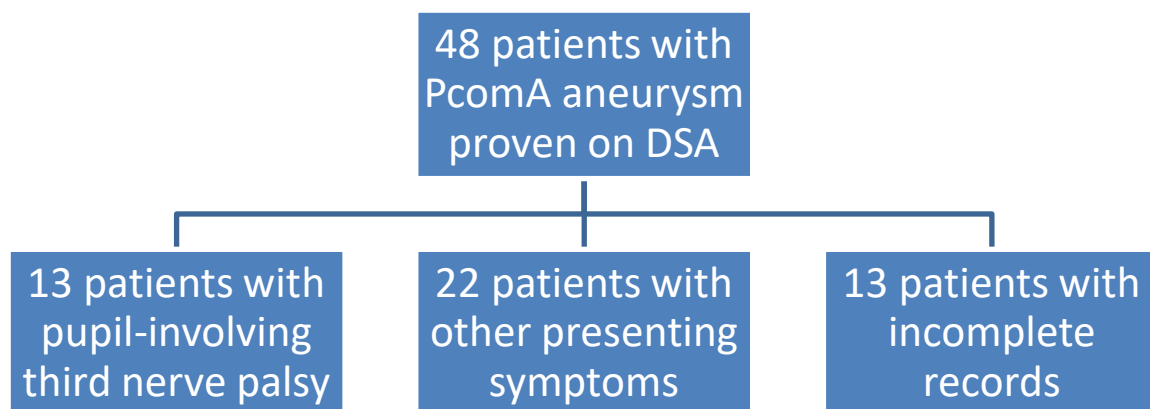 48 patients with
PcomA aneurysm
proven on DSA
13 patients with
pupil-involving
third nerve palsy
22 patients with
other presenting
symptoms
13 patients with
incomplete
records